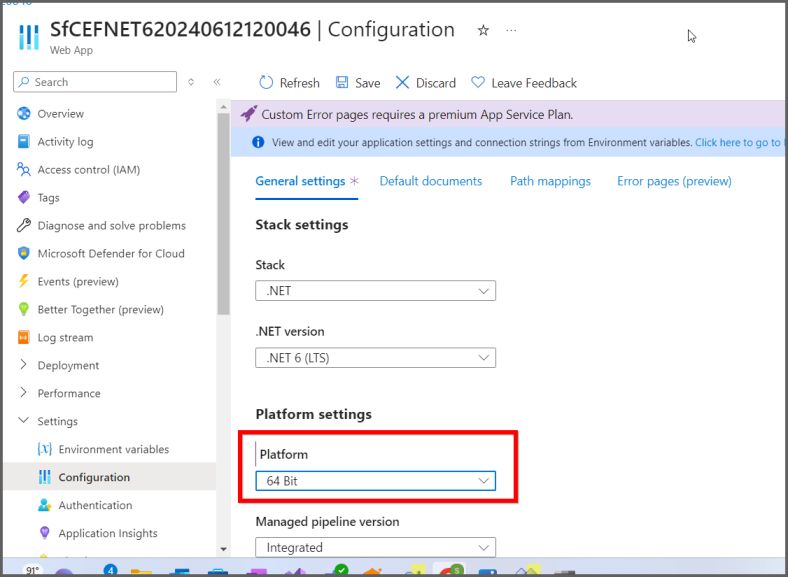 SfCEFNET620240612120046 | Configuration
Web App
Search
Refresh
Save
Discard
Leave Feedback
Custom Error pages requires a premium App Service Plan.
View and edit your application settings and connection strings from Environment variables. Click here to go to
Overview
Activity log
Access control (IAM)
Tags
Diagnose and solve problems
Microsoft Defender for Cloud
Events (preview)
Better Together (preview)
Log stream
Deployment
Performance
Settings
Environment variables
Configuration
Authentication
Application Insights
General settings
Default documents
Path mappings
Error pages (preview)
Stack settings
Stack
.NET
.NET version
.NET 6 (LTS)
Platform settings
Platform
64 Bit
Managed pipeline version
Integrated
91°
4
S